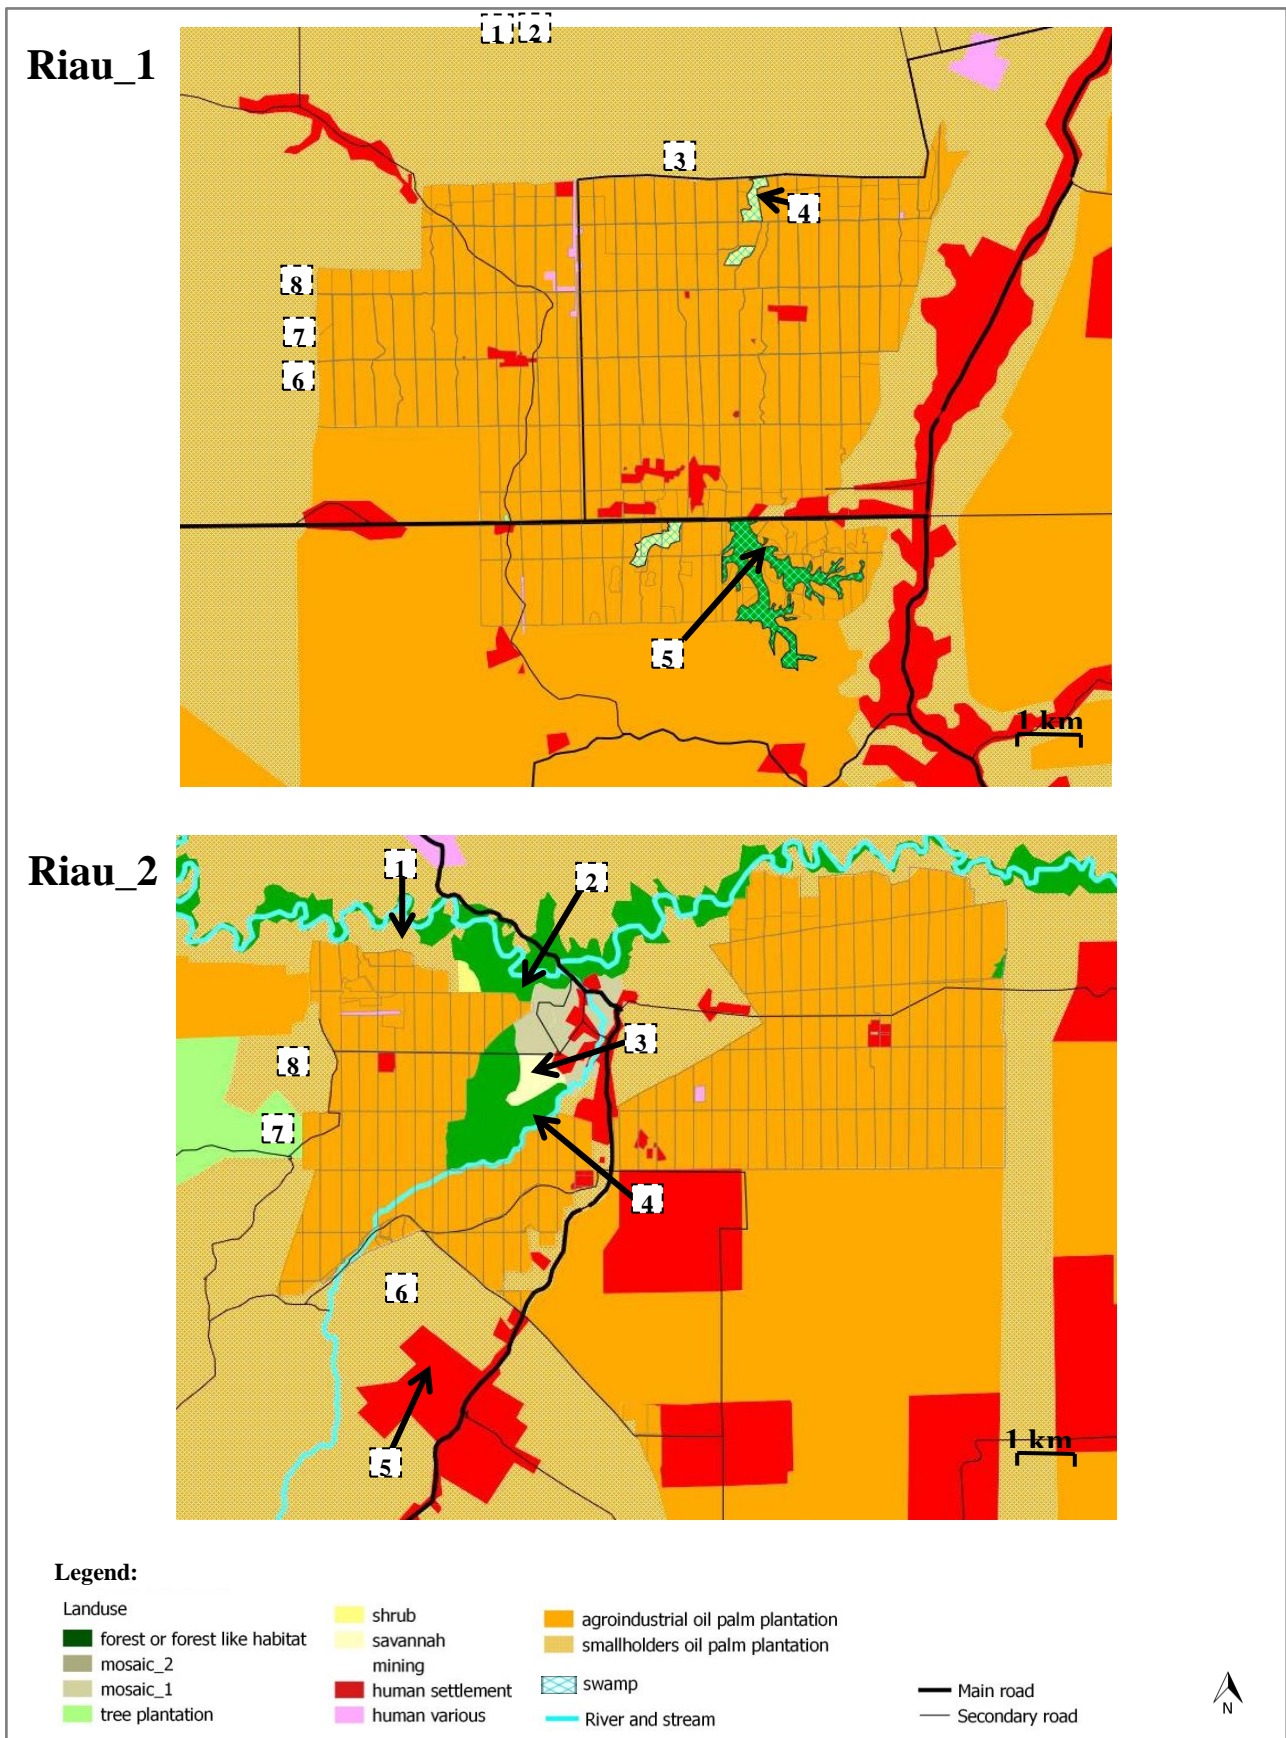 1 2
Riau_1
3
4
8
7
6
5
1 km
Riau_2
1
2
3
8
7
4
6
1 km
5
Legend:
Landuse
forest or forest like habitat
mosaic_2
mosaic_1
tree plantation
shrub
savannah
mining
human settlement
human various
agroindustrial oil palm plantation
smallholders oil palm plantation
swamp
River and stream
Main road
Secondary road
N